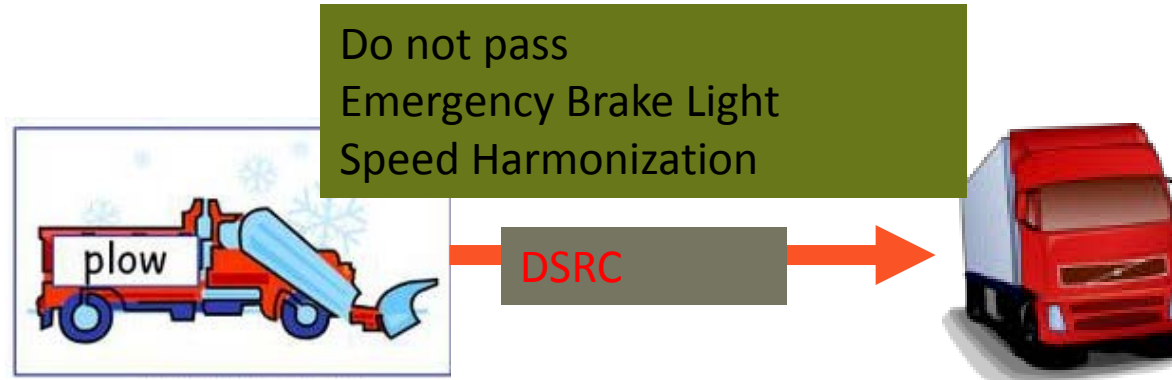 Do not pass
Emergency Brake Light
Speed Harmonization
plow
DSRC